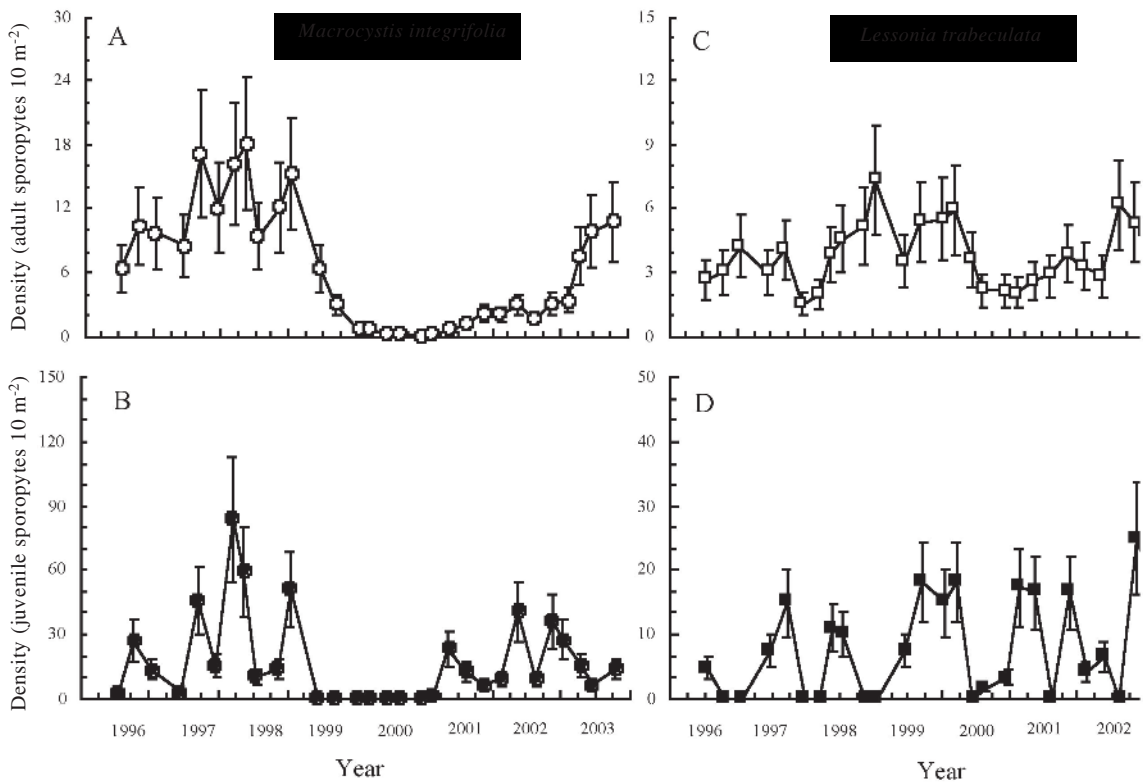 Macrocystis integrifolia
Lessonia trabeculata
A
C
Density (adult sporopytes 10 m-2)
30
24
18
12
6
0
15
12
9
6
3
0
B
D
Density (juvenile sporopytes 10 m-2)
150
120
90
60
30
0
50
40
30
20
10
0
1996 1997 1998 1999 2000 2001 2002 2003
1996 1997 1998 1999 2000 2001 2002
Year
Year